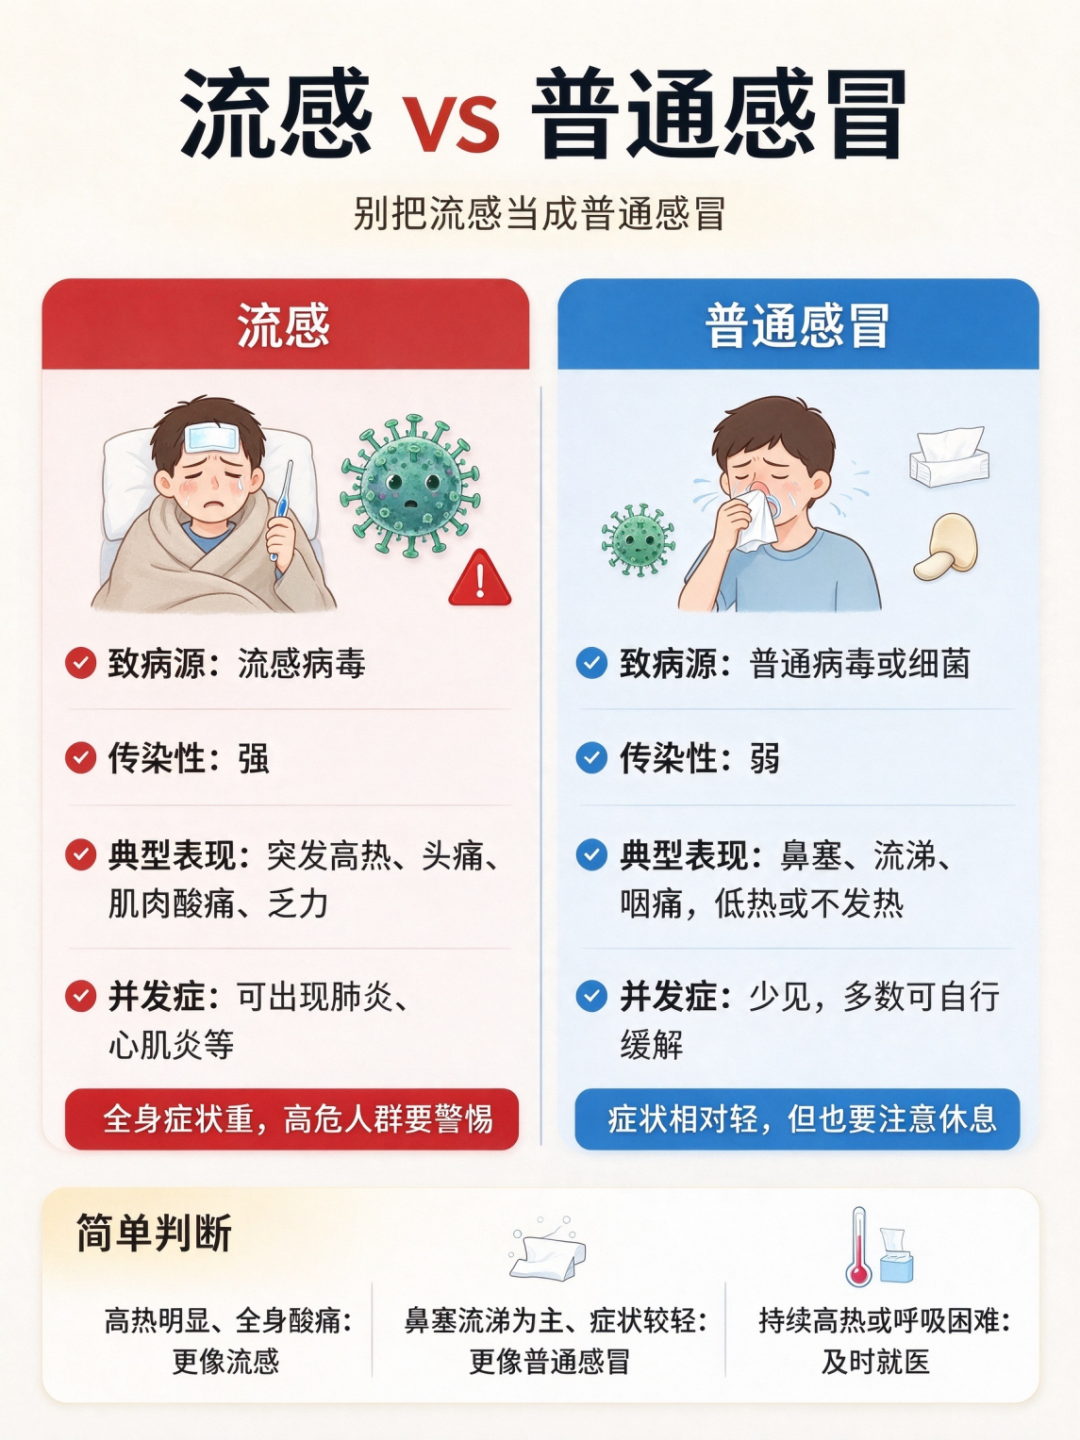 流感 vs 普通感冒
别把流感当成普通感冒
流感
致病源：流感病毒
传染性：强
典型表现：突发高热、头痛、
肌肉酸痛、乏力
并发症：可出现肺炎、
心肌炎等
全身症状重，高危人群要警惕
普通感冒
致病源：普通病毒或细菌
传染性：弱
典型表现：鼻塞、流涕、
咽痛，低热或不发热
并发症：少见，多数可自行
缓解
症状相对轻，但也要注意休息
简单判断
高热明显、全身酸痛：
更像流感
鼻塞流涕为主、症状较轻：
更像普通感冒
持续高热或呼吸困难：
及时就医